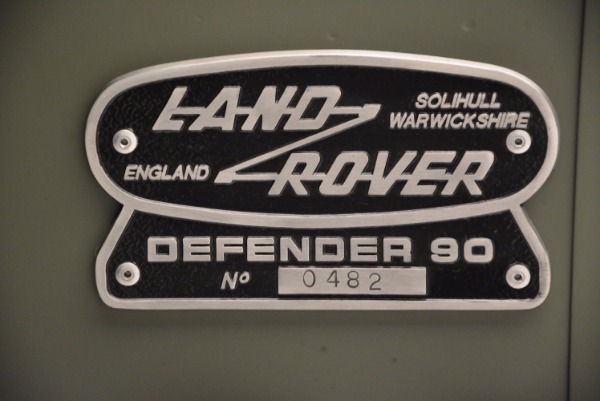 LAND
SOLIHULL
WARWICKSHIRE
ENGLAND
ROVER
DEFENDER 90
Nº 0482